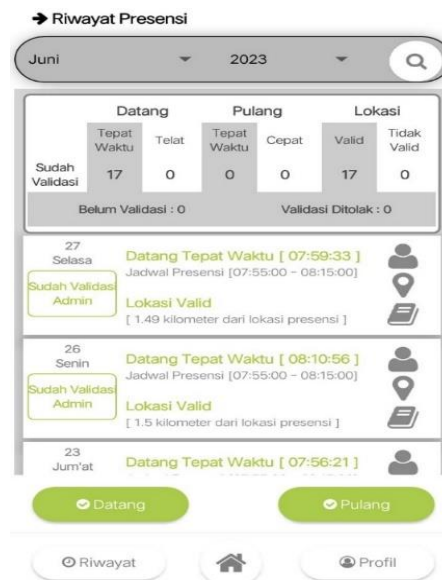 Riwayat Presensi
Juni 2023
Datang Pulang Lokasi
Tepat Waktu Telat Tepat Waktu Cepat Valid Tidak Valid
Sudah Validasi 17 0 0 0 17 0
Belum Validasi : 0 Validasi Ditolak : 0
27
Selasa
Sudah Validasi
Admin
Datang Tepat Waktu [ 07:59:33 ]
Jadwal Presensi [07:55:00 - 08:15:00]
Lokasi Valid
[ 1.49 kilometer dari lokasi presensi ]
26
Senin
Sudah Validasi
Admin
Datang Tepat Waktu [ 08:10:56 ]
Jadwal Presensi [07:55:00 - 08:15:00]
Lokasi Valid
[ 1.5 kilometer dari lokasi presensi ]
23
Jum'at
Datang Tepat Waktu [ 07:56:21 ]
Datang Pulang
Riwayat Profil